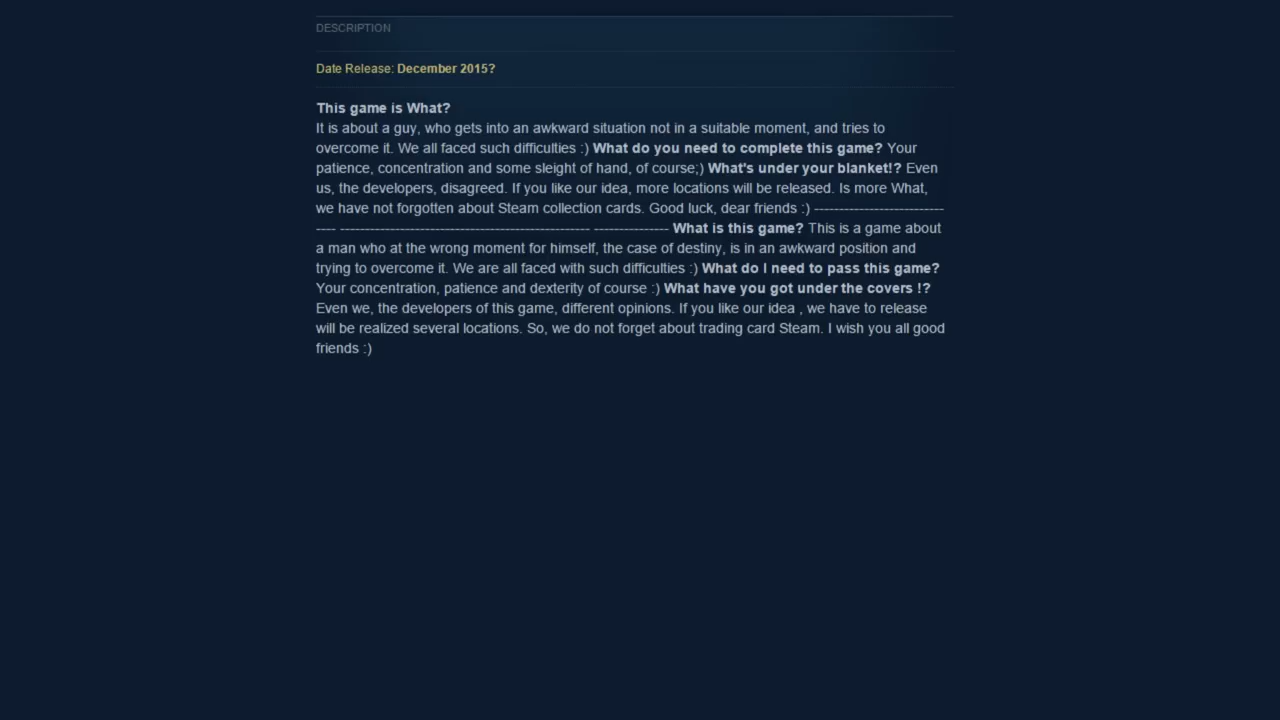 DESCRIPTION
Date Release: December 2015?
This game is What?
It is about a guy, who gets into an awkward situation not in a suitable moment, and tries to
overcome it. We all faced such difficulties :) What do you need to complete this game? Your
patience, concentration and some sleight of hand, of course;) What's under your blanket!? Even
us, the developers, disagreed. If you like our idea, more locations will be released. Is more What,
we have not forgotten about Steam collection cards. Good luck, dear friends :) --------------------------
---- -------------------------------------------------- --------------- What is this game? This is a game about
a man who at the wrong moment for himself, the case of destiny, is in an awkward position and
trying to overcome it. We are all faced with such difficulties :) What do I need to pass this game?
Your concentration, patience and dexterity of course :) What have you got under the covers !?
Even we, the developers of this game, different opinions. If you like our idea , we have to release
will be realized several locations. So, we do not forget about trading card Steam. I wish you all good
friends :)